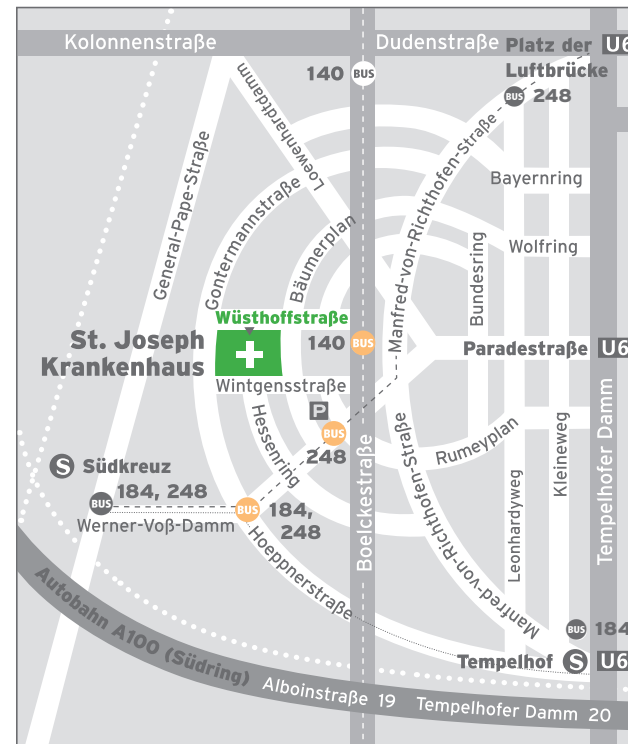 Kolonnenstraße
Dudenstraße
Platz der
Luftbrücke
U6
140 BUS
BUS 248
Loewenhardtdamm
General-Pape-Straße
Gontermannstraße
Bäumerplan
Manfred-von-Richthofen-Straße
Bayernring
Wolfring
Bundesring
Wüsthoffstraße
St. Joseph
Krankenhaus
140 BUS
Paradestraße U6
Wintgensstraße
P
BUS
248
Hessenring
Rumeyplan
Kleineweg
Tempelhofer Damm
Leonhardyweg
Boelckestraße
Manfred-von-Richthofen-Straße
S Südkreuz
BUS 184, 248
Werner-Voß-Damm
BUS 184,
248
Hoeppnerstraße
BUS 184
Tempelhof S U6
Autobahn A100 (Südring)
Alboinstraße 19
Tempelhofer Damm 20